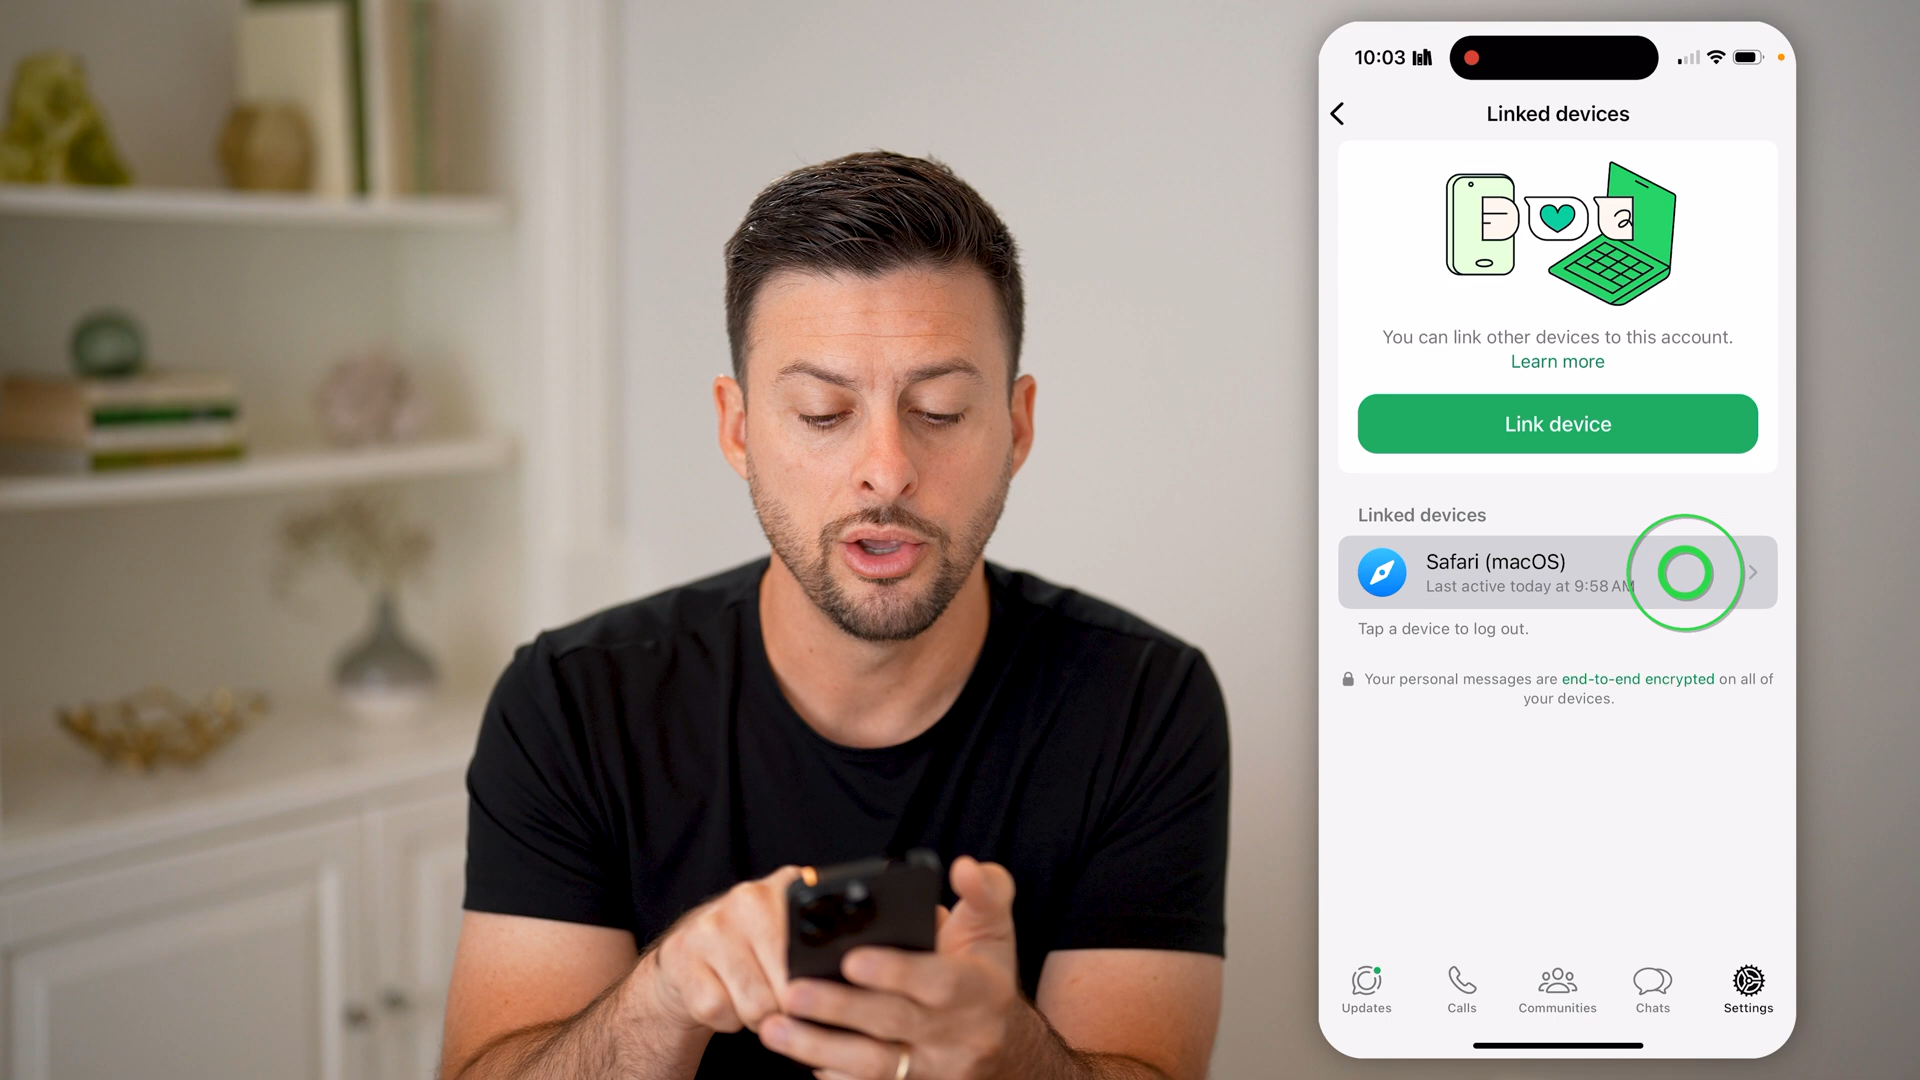 10:03
Linked devices
You can link other devices to this account.
Learn more
Link device
Linked devices
Safari (macOS)
Last active today at 9:58 AM
Tap a device to log out.
Your personal messages are end-to-end encrypted on all of
your devices.
Updates
Calls
Communities
Chats
Settings